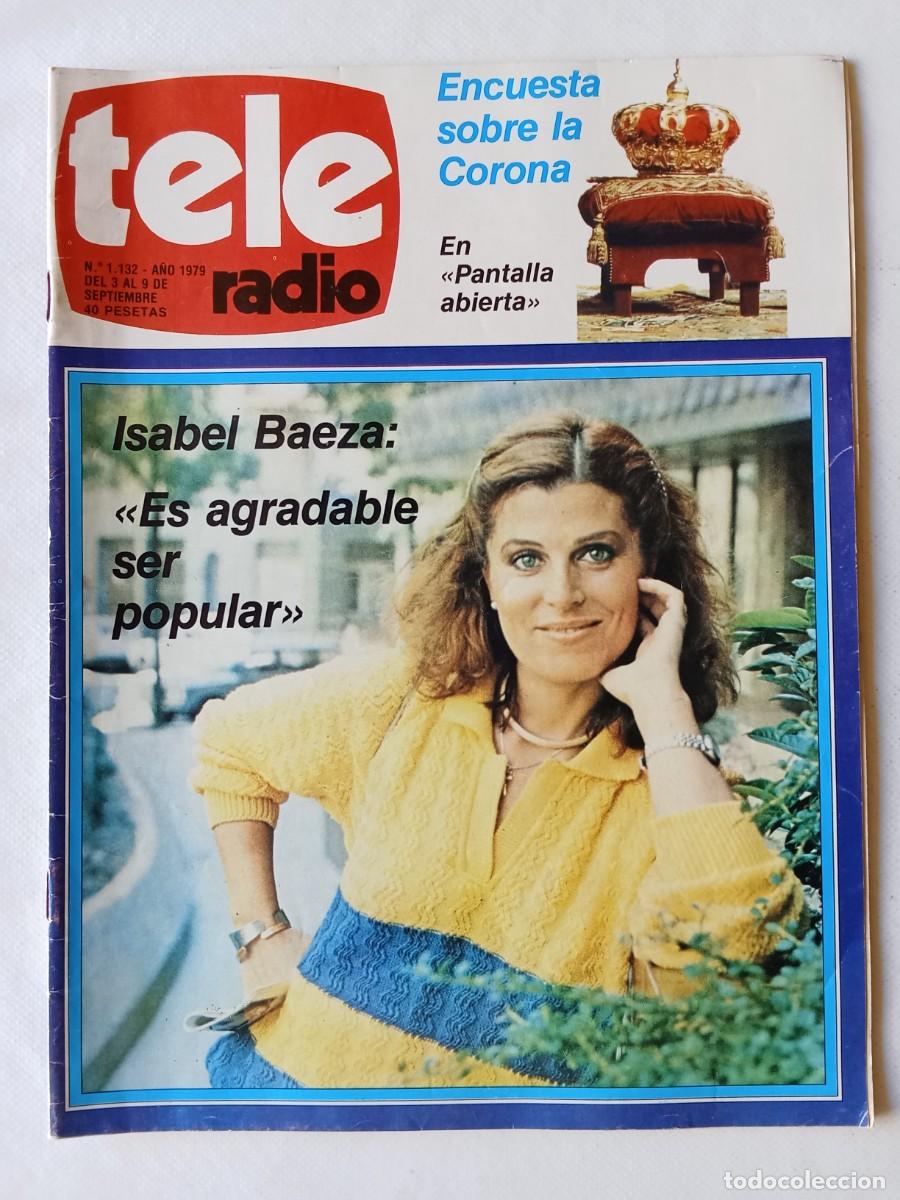 tele
radio
N.º 1.132 - AÑO 1979
DEL 3 AL 9 DE
SEPTIEMBRE
40 PESETAS
Encuesta
sobre la
Corona
En
«Pantalla
abierta»
Isabel Baeza:
«Es agradable
ser
popular»
todocoleccion